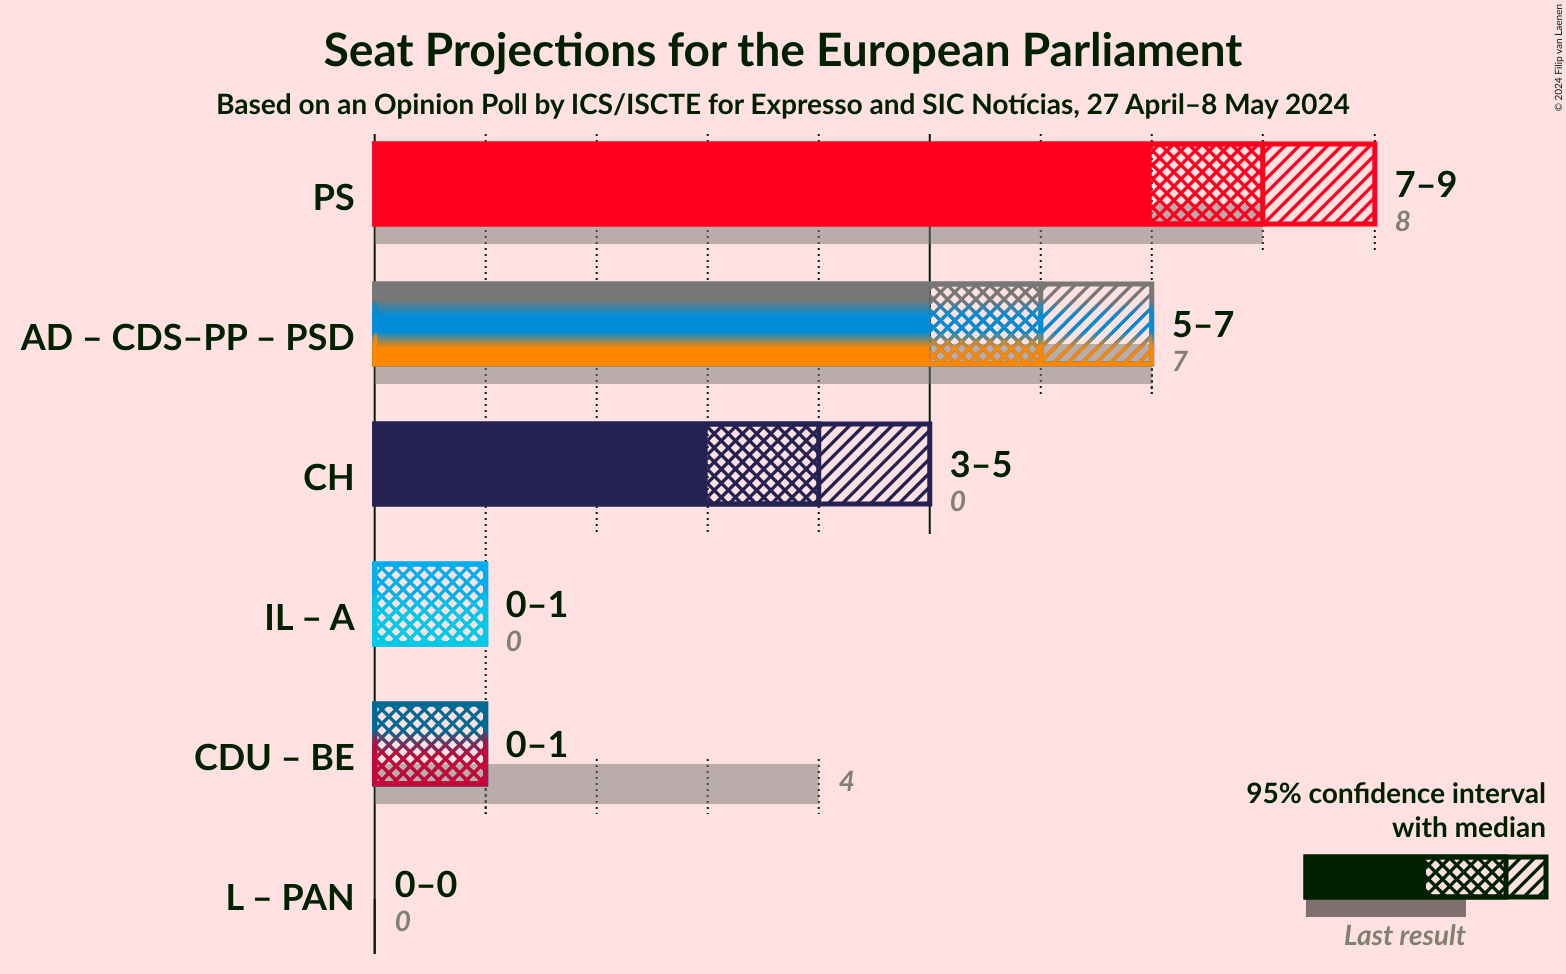 Seat Projections for the European Parliament
Based on an Opinion Poll by ICS/ISCTE for Expresso and SIC Notícias, 27 April–8 May 2024
© 2024 Filip van Laenen
PS
7–9
8
AD – CDS–PP – PSD
5–7
7
CH
3–5
0
IL – A
0–1
0
CDU – BE
0–1
4
L – PAN
0–0
0
95% confidence interval
with median
Last result